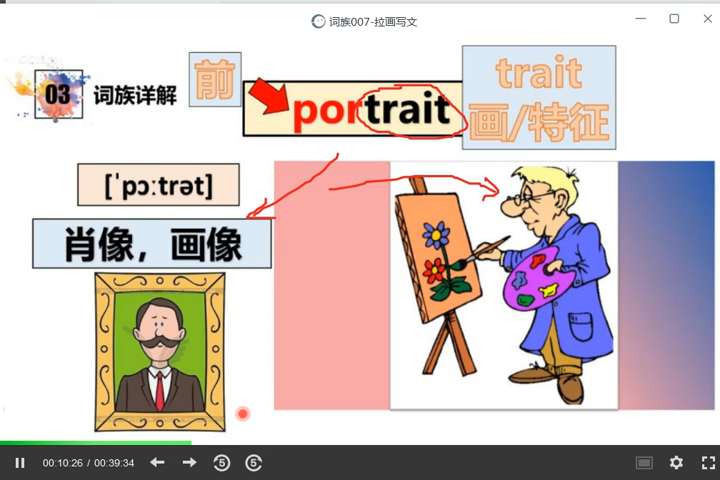 词族007-拉画写文
03
词族详解
前
portrait
trait
画/特征
[ˈpɔːtrət]
肖像，画像
00:10:26 / 00:39:34
5
5